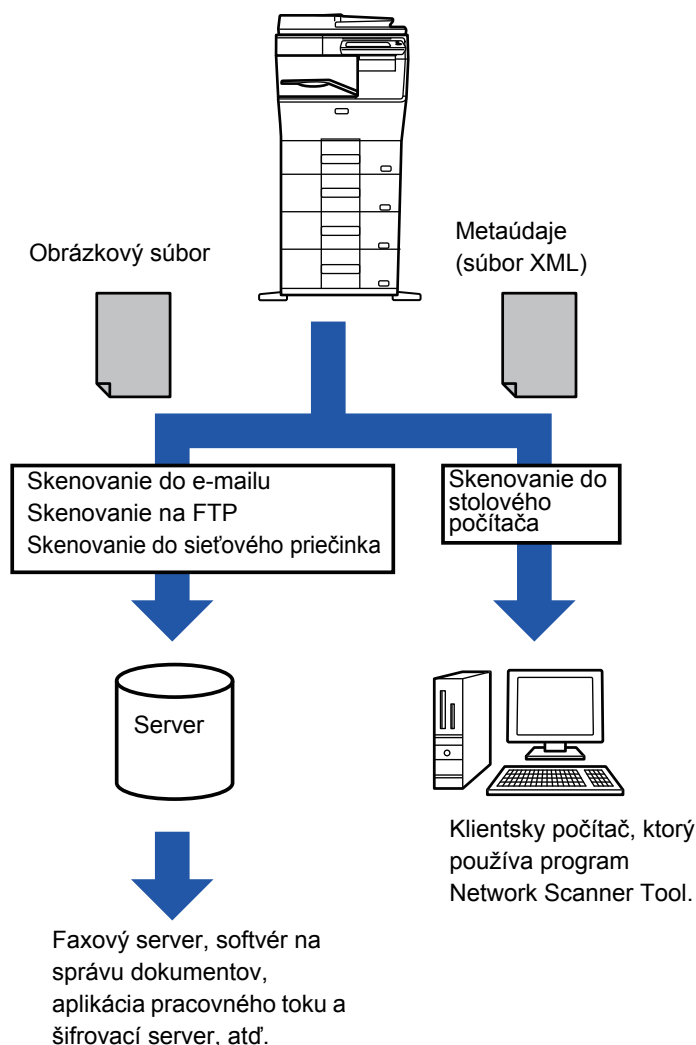 Obrázkový súbor
Metaúdaje
(súbor XML)
Skenovanie do e-mailu
Skenovanie na FTP
Skenovanie do sieťového priečinka
Skenovanie do
stolového
počítača
Server
Klientsky počítač, ktorý
používa program
Network Scanner Tool.
Faxový server, softvér na
správu dokumentov,
aplikácia pracovného toku a
šifrovací server, atď.